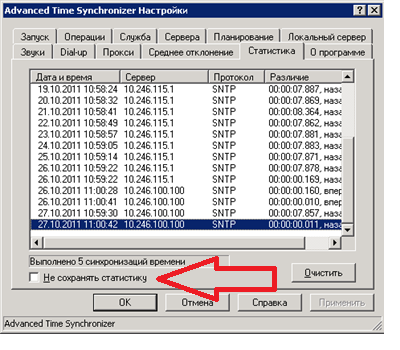 Advanced Time Synchronizer Настройки
Запуск Операции Служба Сервера Планирование Локальный сервер
Звуки Dial-up Прокси Среднее отклонение Статистика О программе
Дата и время Сервер Протокол Различие
19.10.2011 10:58:24 10.246.115.1 SNTP 00:00:07.887, наза
20.10.2011 10:58:32 10.246.115.1 SNTP 00:00:07.869, наза
21.10.2011 10:58:41 10.246.115.1 SNTP 00:00:08.364, наза
22.10.2011 10:58:49 10.246.115.1 SNTP 00:00:07.862, наза
23.10.2011 10:58:57 10.246.115.1 SNTP 00:00:07.881, наза
24.10.2011 10:59:05 10.246.115.1 SNTP 00:00:07.883, наза
25.10.2011 10:59:14 10.246.115.1 SNTP 00:00:07.871, наза
26.10.2011 10:59:22 10.246.115.1 SNTP 00:00:07.878, наза
26.10.2011 10:59:22 10.246.115.1 SNTP 00:00:00.169, наза
26.10.2011 11:00:28 10.246.100.100 SNTP 00:00:00.160, впер
26.10.2011 11:00:41 10.246.100.100 SNTP 00:00:00.010, впер
27.10.2011 10:59:30 10.246.100.100 SNTP 00:00:07.857, наза
27.10.2011 11:00:42 10.246.100.100 SNTP 00:00:00.011, наза
Выполнено 5 синхронизаций времени
Не сохранять статистику Очистить
OK Отмена Справка Применить
Advanced Time Synchronizer